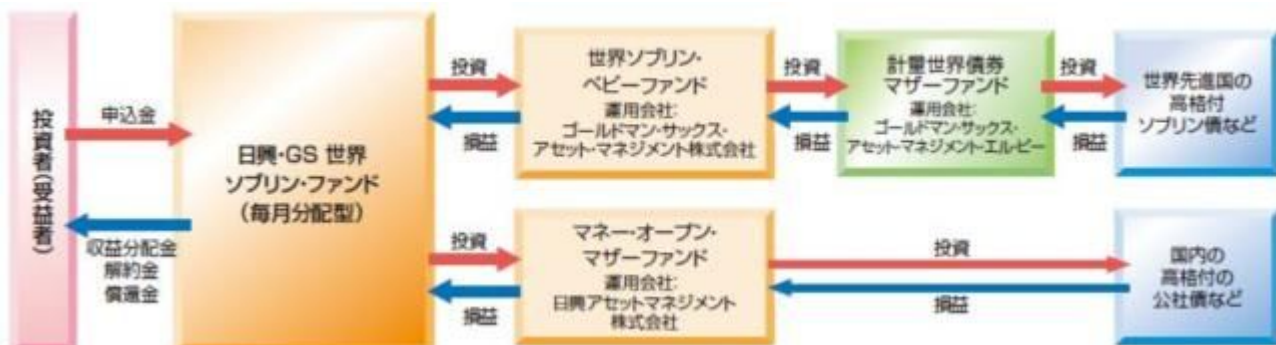 投資者(受益者)
申込金
収益分配金
解約金
償還金
日興・GS 世界
ソブリン・ファンド
(毎月分配型)
投資
損益
世界ソブリン・
ベビーファンド
運用会社:
ゴールドマン・サックス・
アセット・マネジメント株式会社
投資
損益
計量世界債券
マザーファンド
運用会社:
ゴールドマン・サックス・
アセット・マネジメント・エル・ピー
投資
損益
世界先進国の
高格付
ソブリン債など
投資
損益
マネー・オープン・
マザーファンド
運用会社:
日興アセットマネジメント
株式会社
投資
損益
国内の
高格付の
公社債など